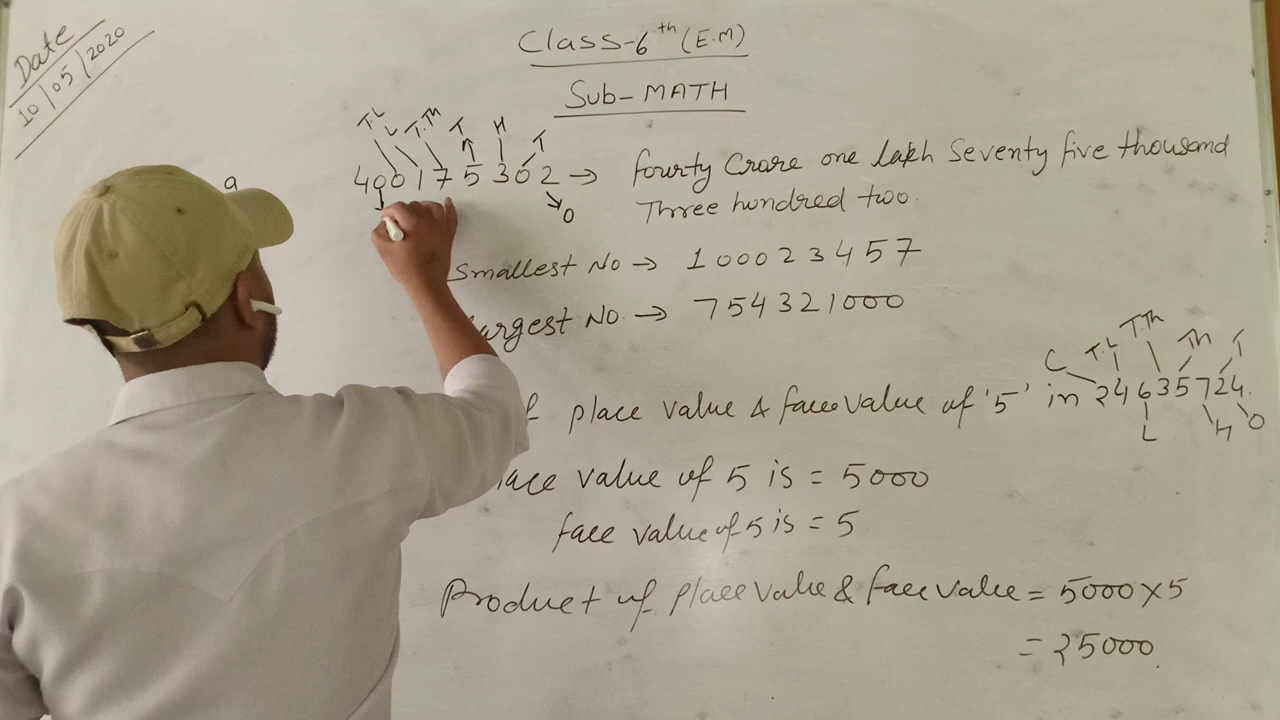 Date
10/05/2020
Class-6th (E.M)
Sub-MATH
T.L L T.Th T H T
400175302 → fourty Crore one lakh Seventy five thousand
O
Three hundred two.
Smallest No → 100023457
Largest No. → 754321000
C T.L T.Th Th T
of place value & face value of '5' in 24635724.
L H O
Place value of 5 is = 5000
face value of 5 is = 5
Product of place value & face value = 5000 × 5
= 25000.